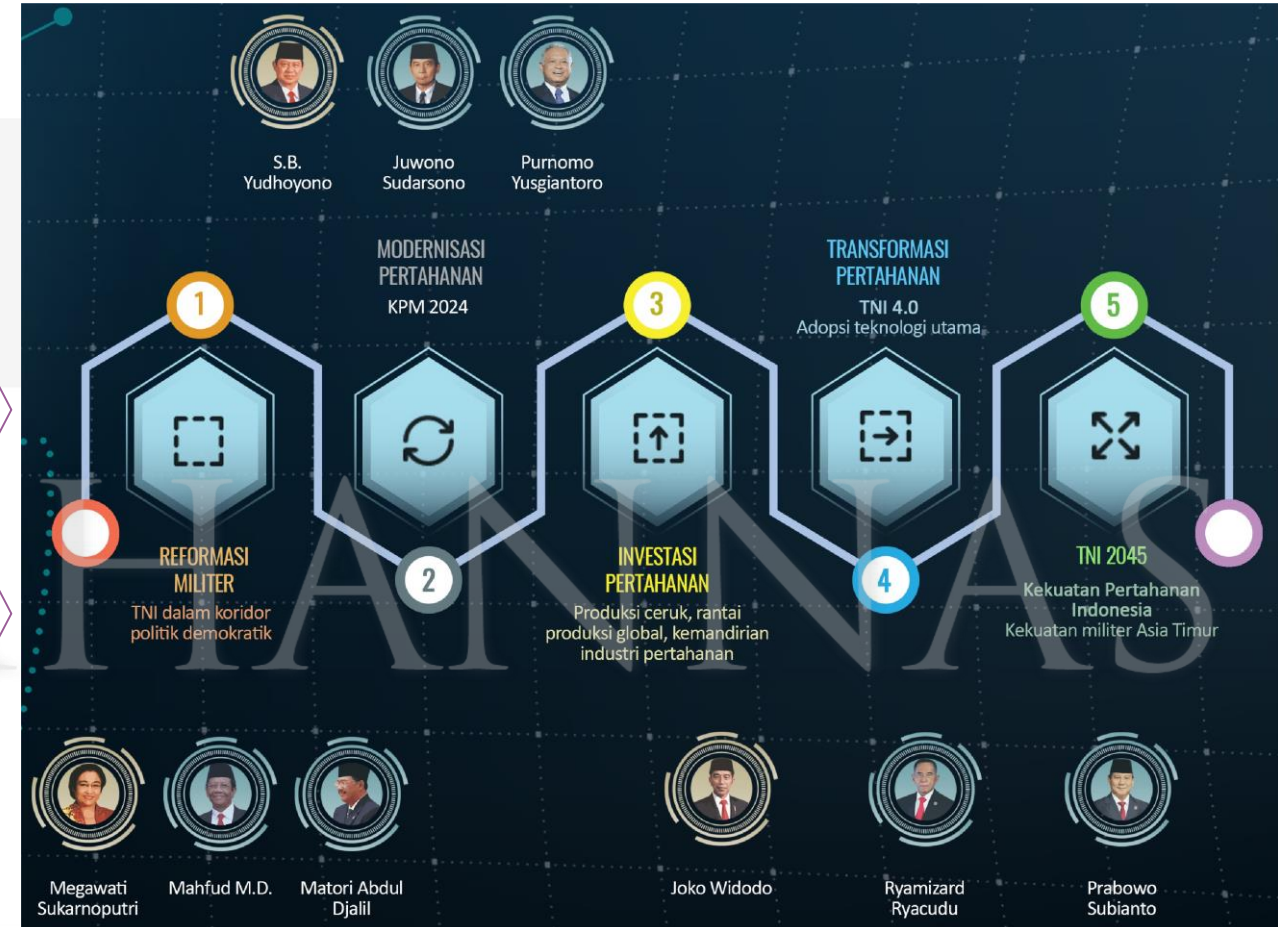 S.B.
Yudhoyono
Juwono
Sudarsono
Purnomo
Yusgiantoro
MODERNISASI
PERTAHANAN
KPM 2024
TRANSFORMASI
PERTAHANAN
TNI 4.0
Adopsi teknologi utama
1
3
5
HANNAS
REFORMASI
MILITER
TNI dalam koridor
politik demokratik
2
INVESTASI
PERTAHANAN
Produksi ceruk, rantai
produksi global, kemandirian
industri pertahanan
4
TNI 2045
Kekuatan Pertahanan
Indonesia
Kekuatan militer Asia Timur
Megawati
Sukarnoputri
Mahfud M.D.
Matori Abdul
Djalil
Joko Widodo
Ryamizard
Ryacudu
Prabowo
Subianto